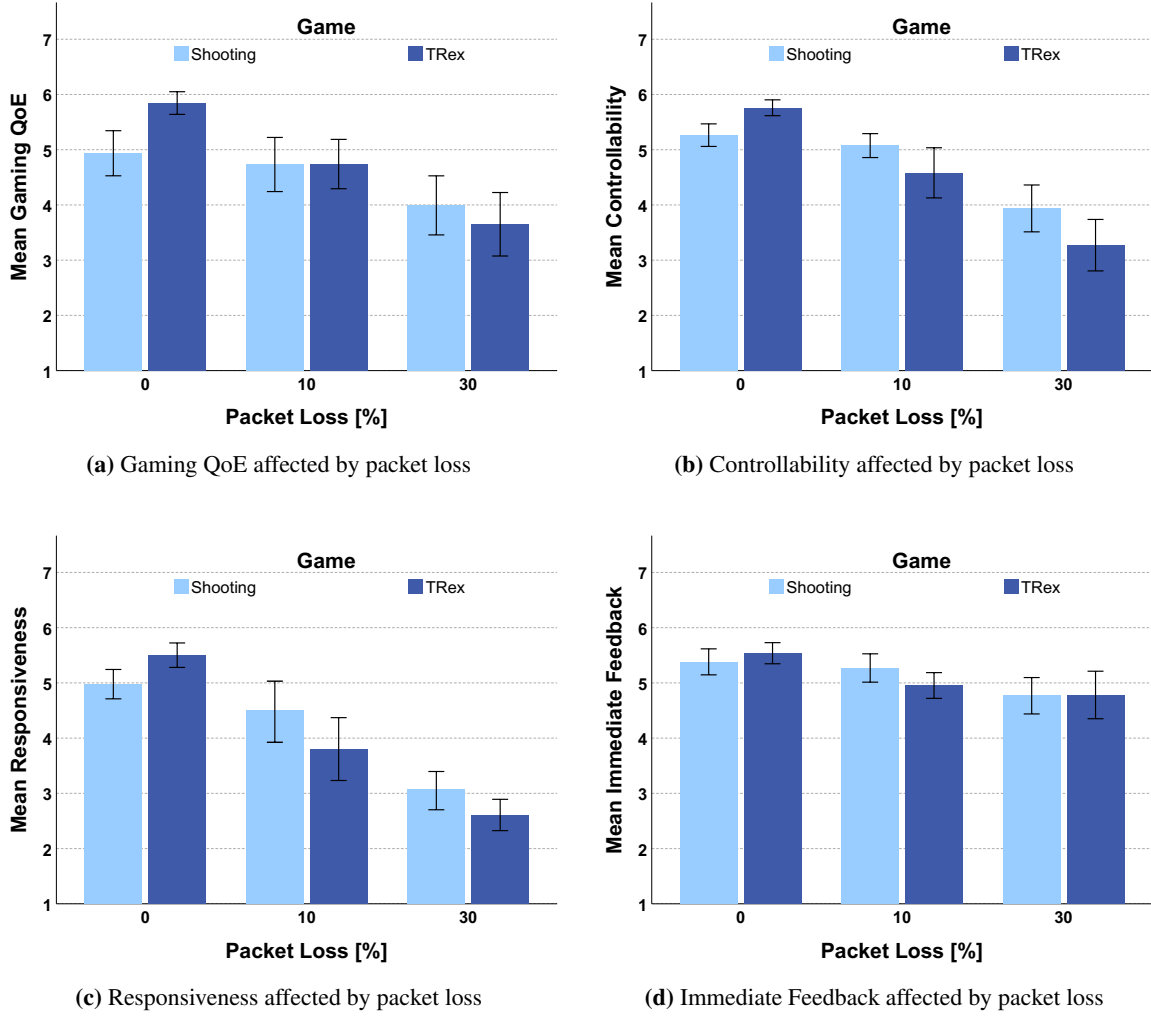 Game
Shooting TRex
7
6
5
4
3
2
1
Mean Gaming QoE
0 10 30
Packet Loss [%]
(a) Gaming QoE affected by packet loss
Game
Shooting TRex
7
6
5
4
3
2
1
Mean Controllability
0 10 30
Packet Loss [%]
(b) Controllability affected by packet loss
Game
Shooting TRex
7
6
5
4
3
2
1
Mean Responsiveness
0 10 30
Packet Loss [%]
(c) Responsiveness affected by packet loss
Game
Shooting TRex
7
6
5
4
3
2
1
Mean Immediate Feedback
0 10 30
Packet Loss [%]
(d) Immediate Feedback affected by packet loss